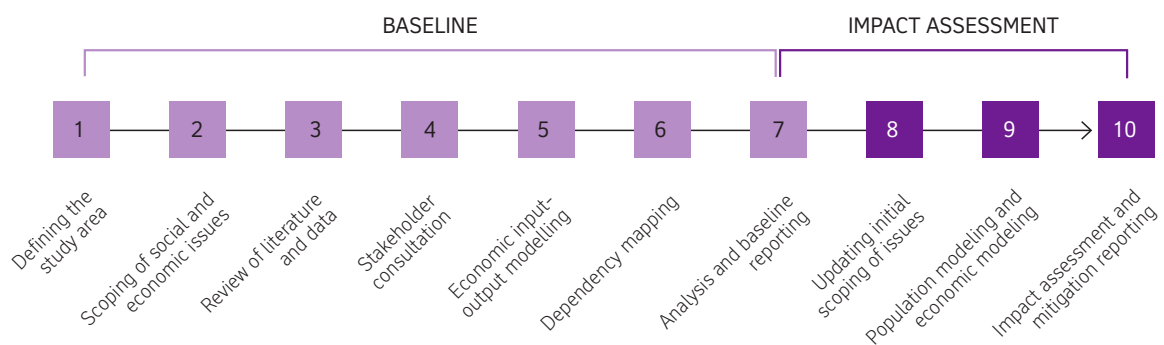 BASELINE
IMPACT ASSESSMENT
1
2
3
4
5
6
7
8
9
10
Defining the
study area
Scoping of social and
economic issues
Review of literature
and data
Stakeholder
consultation
Economic input-
output modelling
Dependency mapping
Analysis and baseline
reporting
Updating initial
scoping of issues
Population modeling and
economic modeling
Impact assessment and
mitigation reporting